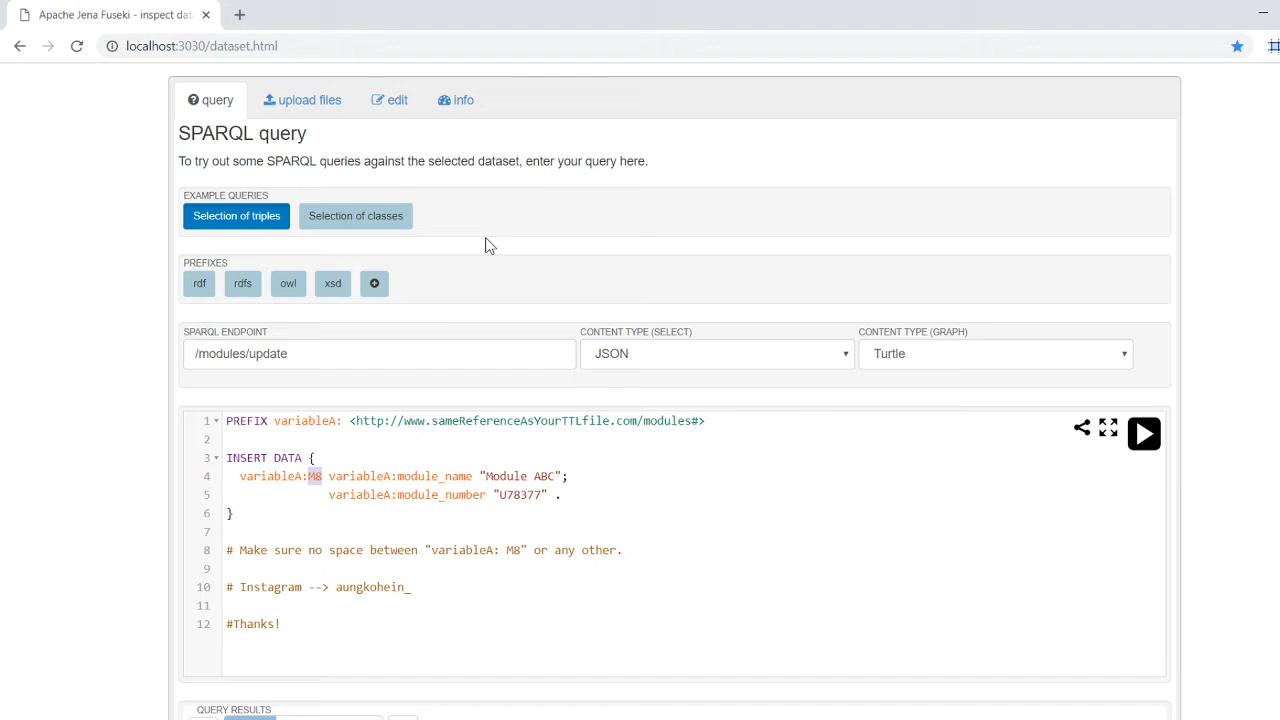 Apache Jena Fuseki - inspect dat
localhost:3030/dataset.html
query upload files edit info
SPARQL query
To try out some SPARQL queries against the selected dataset, enter your query here.
EXAMPLE QUERIES
Selection of triples Selection of classes
PREFIXES
rdf rdfs owl xsd
SPARQL ENDPOINT CONTENT TYPE (SELECT) CONTENT TYPE (GRAPH)
/modules/update JSON Turtle
1 PREFIX variableA: <http://www.sameReferenceAsYourTTLfile.com/modules#>
2
3 INSERT DATA {
4 variableA:M8 variableA:module_name "Module ABC";
5 variableA:module_number "U78377" .
6 }
7
8 # Make sure no space between "variableA: M8" or any other.
9
10 # Instagram --> aungkohein_
11
12 #Thanks!
QUERY RESULTS